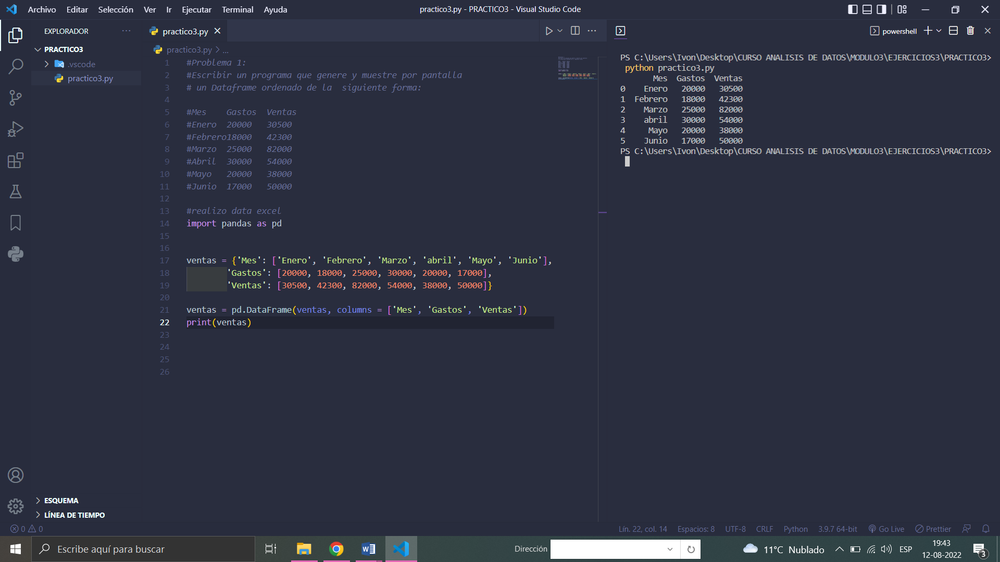 Archivo Editar Selección Ver Ir Ejecutar Terminal Ayuda
practico3.py - PRACTICO3 - Visual Studio Code
EXPLORADOR
PRACTICO3
.vscode
practico3.py
ESQUEMA
LÍNEA DE TIEMPO
practico3.py
practico3.py > ...
1 #Problema 1:
2 #Escribir un programa que genere y muestre por pantalla
3 # un Dataframe ordenado de la  siguiente forma:
4
5 #Mes    Gastos  Ventas
6 #Enero  20000   30500
7 #Febrero18000   42300
8 #Marzo  25000   82000
9 #Abril  30000   54000
10 #Mayo   20000   38000
11 #Junio  17000   50000
12
13 #realizo data excel
14 import pandas as pd
15
16
17 ventas = {'Mes': ['Enero', 'Febrero', 'Marzo', 'abril', 'Mayo', 'Junio'],
18         'Gastos': [20000, 18000, 25000, 30000, 20000, 17000],
19         'Ventas': [30500, 42300, 82000, 54000, 38000, 50000]}
20
21 ventas = pd.DataFrame(ventas, columns = ['Mes', 'Gastos', 'Ventas'])
22 print(ventas)
23
24
25
26
powershell
PS C:\Users\Ivon\Desktop\CURSO ANALISIS DE DATOS\MODULO3\EJERCICIOS3\PRACTICO3>
python practico3.py
       Mes  Gastos  Ventas
0    Enero   20000   30500
1  Febrero   18000   42300
2    Marzo   25000   82000
3    abril   30000   54000
4     Mayo   20000   38000
5    Junio   17000   50000
PS C:\Users\Ivon\Desktop\CURSO ANALISIS DE DATOS\MODULO3\EJERCICIOS3\PRACTICO3>
0 0
Lín. 22, col. 14 Espacios: 8 UTF-8 CRLF Python 3.9.7 64-bit Go Live Prettier
Escribe aquí para buscar
Dirección
11°C Nublado
ESP
19:43
12-08-2022
3